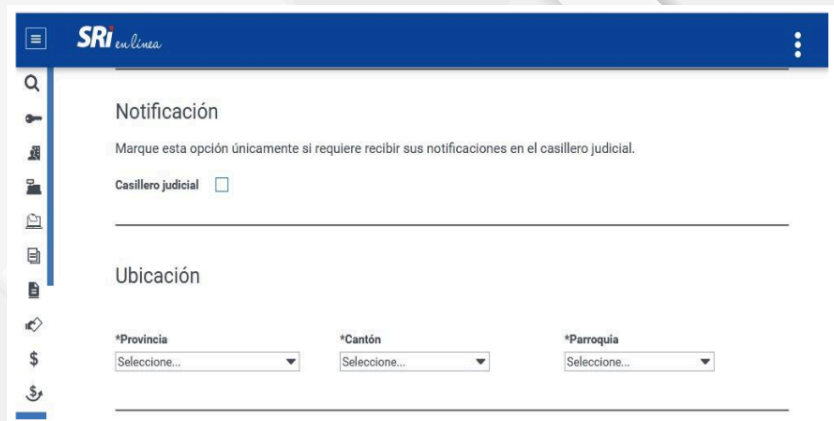 SRi en línea
Notificación
Marque esta opción únicamente si requiere recibir sus notificaciones en el casillero judicial.
Casillero judicial
Ubicación
*Provincia *Cantón *Parroquia
Seleccione... Seleccione... Seleccione...
$
$